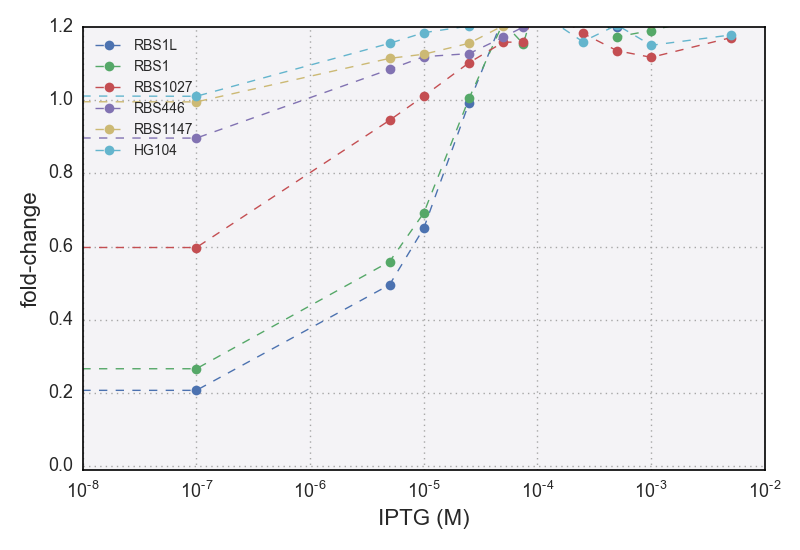 1.2
1.0
0.8
0.6
0.4
0.2
0.0
fold-change
RBS1L
RBS1
RBS1027
RBS446
RBS1147
HG104
10⁻⁸ 10⁻⁷ 10⁻⁶ 10⁻⁵ 10⁻⁴ 10⁻³ 10⁻²
IPTG (M)